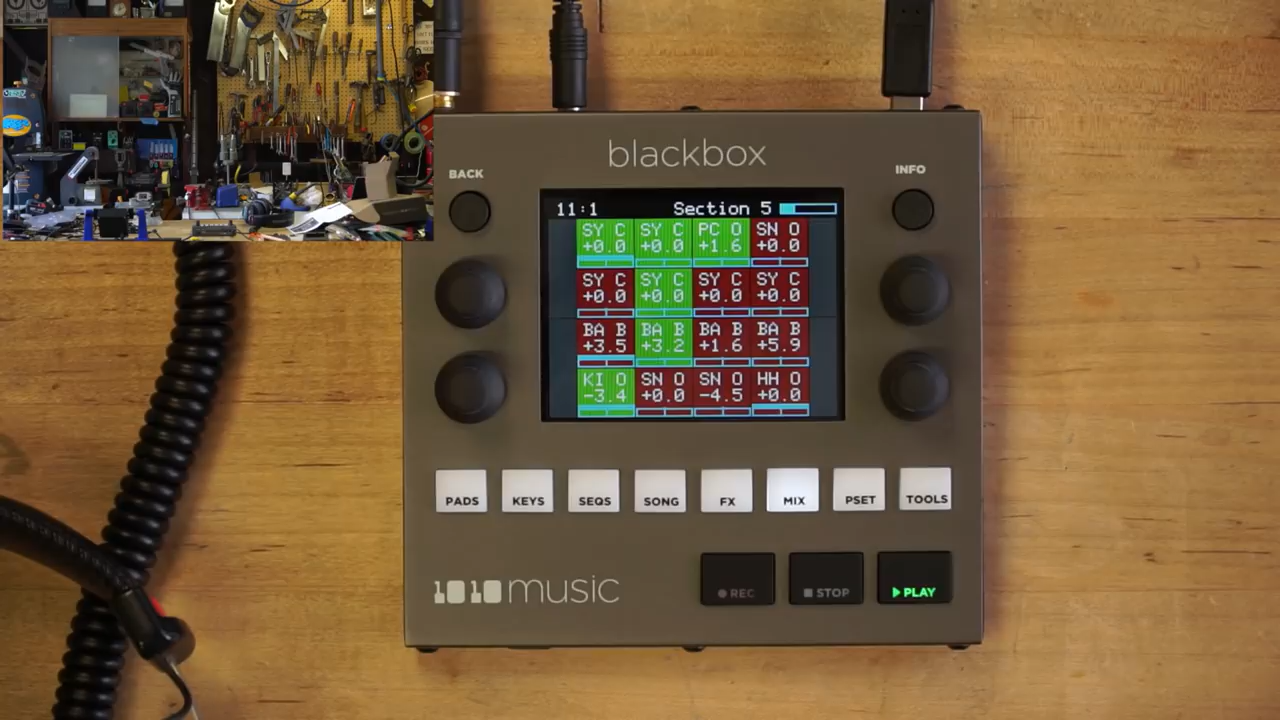 blackbox
BACK
INFO
11:1 Section 5
SY C SY C PC O SN O
+0.0 +0.0 +1.6 +0.0
SY C SY C SY C SY C
+0.0 +0.0 +0.0 +0.0
BA B BA B BA B BA B
+3.5 +3.2 +1.6 +5.9
KI O SN O SN O HH O
-3.4 +0.0 -4.5 +0.0
PADS KEYS SEQS SONG FX MIX PSET TOOLS
1010music
REC STOP PLAY